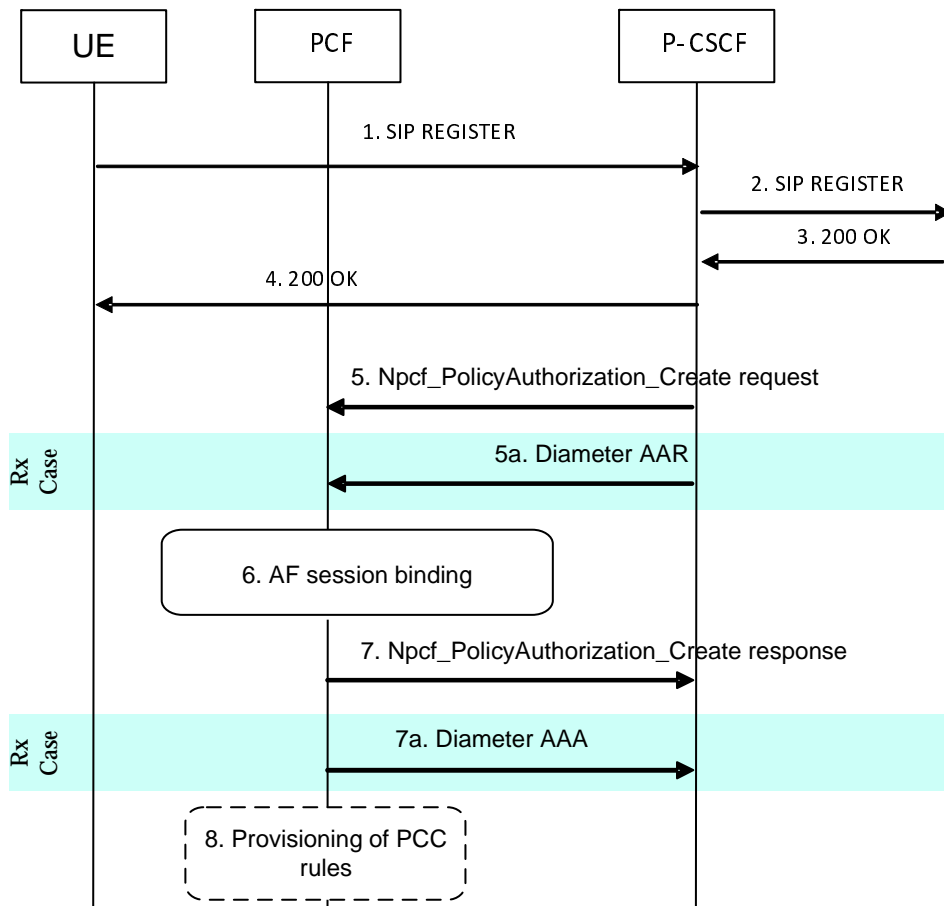 UE
PCF
P-CSCF
1. SIP REGISTER
2. SIP REGISTER
3. 200 OK
4. 200 OK
5. Npcf_PolicyAuthorization_Create request
Rx
Case
5a. Diameter AAR
6. AF session binding
7. Npcf_PolicyAuthorization_Create response
Rx
Case
7a. Diameter AAA
8. Provisioning of PCC
rules